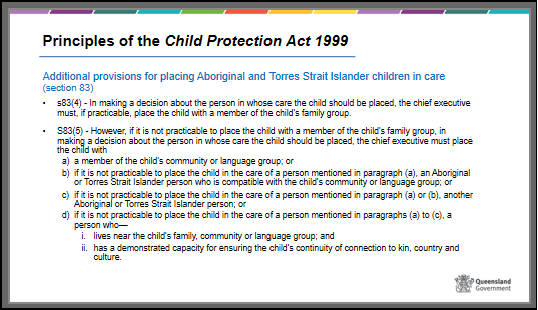 Principles of the Child Protection Act 1999
Additional provisions for placing Aboriginal and Torres Strait Islander children in care
(section 83)
• s83(4) - In making a decision about the person in whose care the child should be placed, the chief executive
must, if practicable, place the child with a member of the child's family group.
• S83(5) - However, if it is not practicable to place the child with a member of the child's family group, in
making a decision about the person in whose care the child should be placed, the chief executive must place
the child with
a) a member of the child's community or language group; or
b) if it is not practicable to place the child in the care of a person mentioned in paragraph (a), an Aboriginal
or Torres Strait Islander person who is compatible with the child's community or language group; or
c) if it is not practicable to place the child in the care of a person mentioned in paragraph (a) or (b), another
Aboriginal or Torres Strait Islander person; or
d) if it is not practicable to place the child in the care of a person mentioned in paragraphs (a) to (c), a
person who—
i. lives near the child's family, community or language group; and
ii. has a demonstrated capacity for ensuring the child's continuity of connection to kin, country and
culture.
Queensland
Government